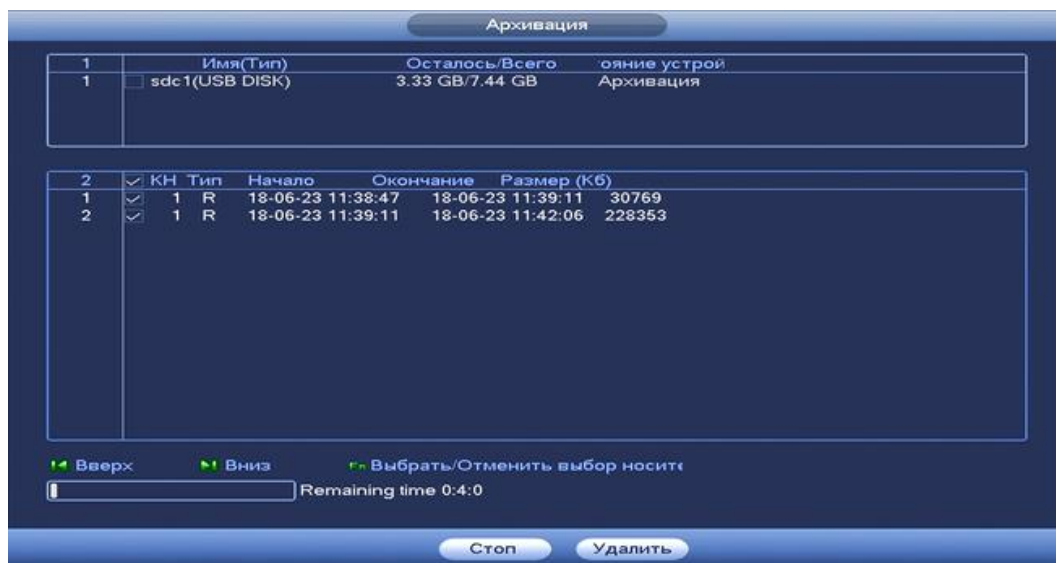 Архивация
1 Имя(Тип) Осталось/Всего ояние устрой
1 sdc1(USB DISK) 3.33 GB/7.44 GB Архивация
2 КН Тип Начало Окончание Размер (Кб)
1 1 R 18-06-23 11:38:47 18-06-23 11:39:11 30769
2 1 R 18-06-23 11:39:11 18-06-23 11:42:06 228353
Вверх Вниз Fn Выбрать/Отменить выбор носите
Remaining time 0:4:0
Стоп Удалить